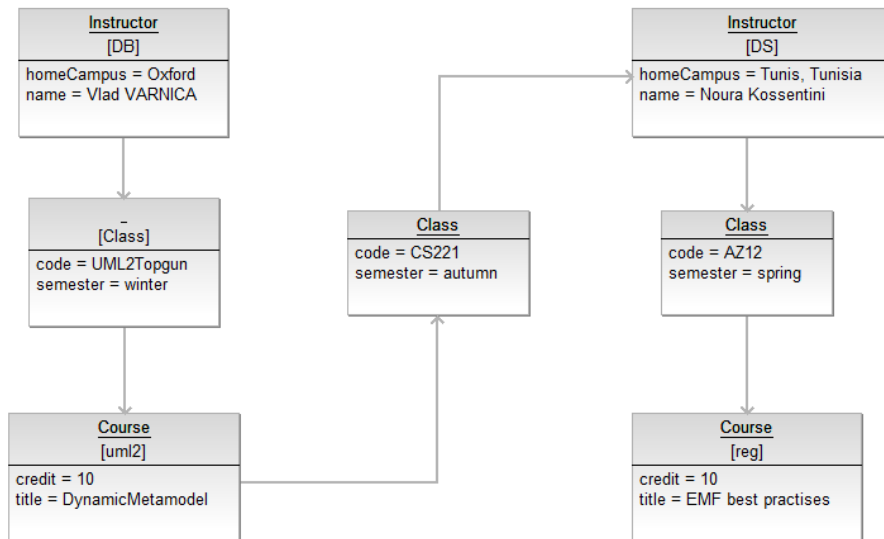 Instructor
[DB]
homeCampus = Oxford
name = Vlad VARNICA
Instructor
[DS]
homeCampus = Tunis, Tunisia
name = Noura Kossentini
_
[Class]
code = UML2Topgun
semester = winter
Class
code = CS221
semester = autumn
Class
code = AZ12
semester = spring
Course
[uml2]
credit = 10
title = DynamicMetamodel
Course
[reg]
credit = 10
title = EMF best practises